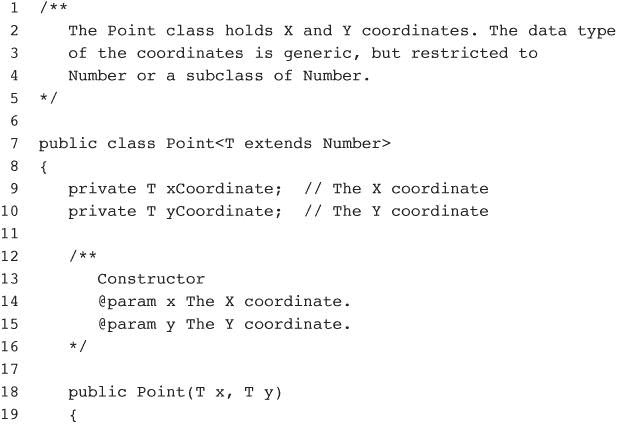 1 /**
2    The Point class holds X and Y coordinates. The data type
3    of the coordinates is generic, but restricted to
4    Number or a subclass of Number.
5 */
6
7 public class Point<T extends Number>
8 {
9    private T xCoordinate;  // The X coordinate
10    private T yCoordinate;  // The Y coordinate
11
12    /**
13       Constructor
14       @param x The X coordinate.
15       @param y The Y coordinate.
16    */
17
18    public Point(T x, T y)
19    {